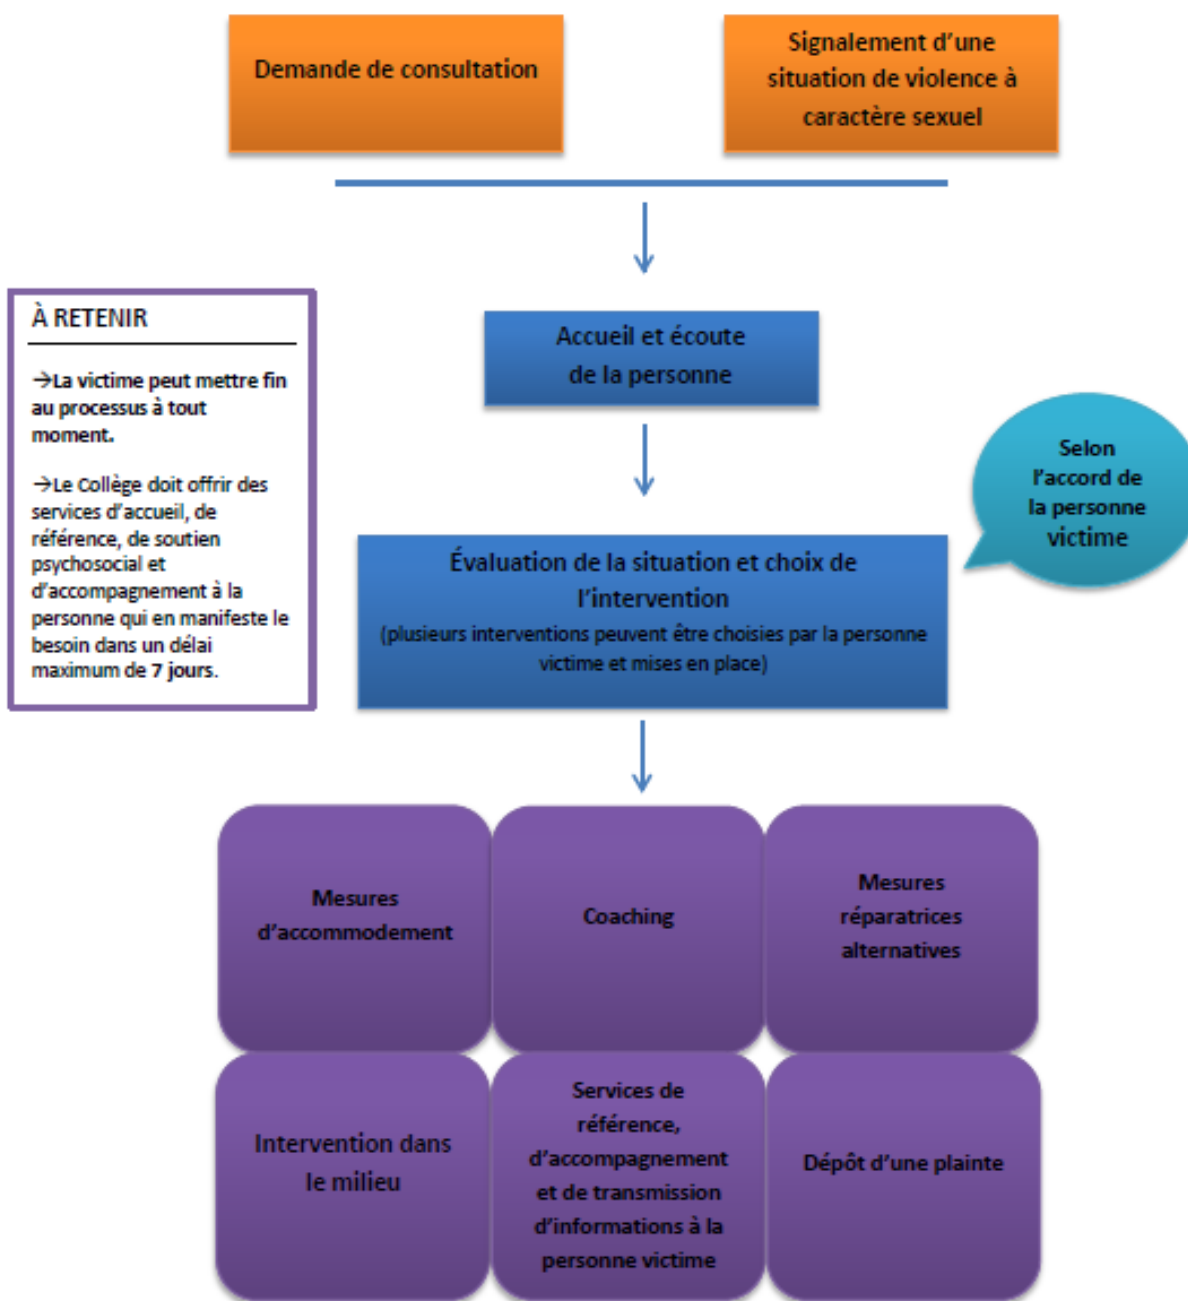 Demande de consultation
Signalement d’une
situation de violence à
caractère sexuel
Accueil et écoute
de la personne
À RETENIR
→La victime peut mettre fin
au processus à tout
moment.
→Le Collège doit offrir des
services d’accueil, de
référence, de soutien
psychosocial et
d’accompagnement à la
personne qui en manifeste le
besoin dans un délai
maximum de 7 jours.
Selon
l’accord de
la personne
victime
Évaluation de la situation et choix de
l’intervention
(plusieurs interventions peuvent être choisies par la personne
victime et mises en place)
Mesures
d’accommodement
Coaching
Mesures
réparatrices
alternatives
Intervention dans
le milieu
Services de
référence,
d’accompagnement
et de transmission
d’informations à la
personne victime
Dépôt d’une plainte